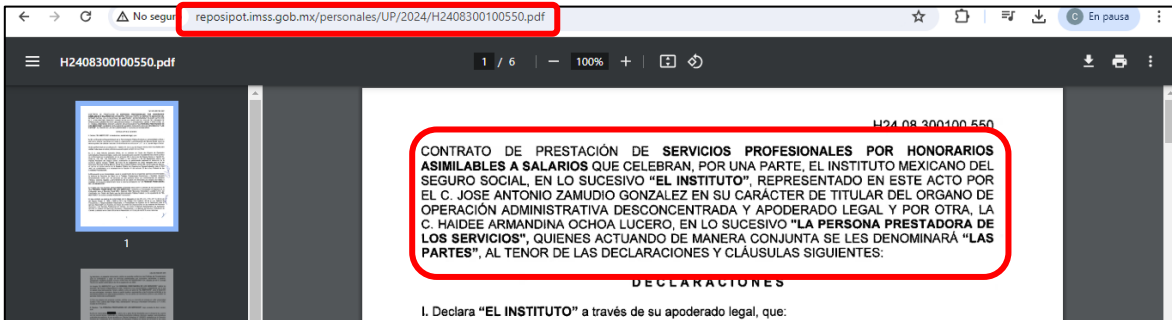 No segur reposipot.imss.gob.mx/personales/UP/2024/H2408300100550.pdf C En pausa
H2408300100550.pdf 1 / 6 100%
H24 08 300100 550
CONTRATO DE PRESTACIÓN DE SERVICIOS PROFESIONALES POR HONORARIOS
ASIMILABLES A SALARIOS QUE CELEBRAN, POR UNA PARTE, EL INSTITUTO MEXICANO DEL
SEGURO SOCIAL, EN LO SUCESIVO “EL INSTITUTO”, REPRESENTADO EN ESTE ACTO POR
EL C. JOSE ANTONIO ZAMUDIO GONZALEZ EN SU CARÁCTER DE TITULAR DEL ORGANO DE
OPERACIÓN ADMINISTRATIVA DESCONCENTRADA Y APODERADO LEGAL Y POR OTRA, LA
C. HAIDEE ARMANDINA OCHOA LUCERO, EN LO SUCESIVO "LA PERSONA PRESTADORA DE
LOS SERVICIOS", QUIENES ACTUANDO DE MANERA CONJUNTA SE LES DENOMINARÁ “LAS
PARTES”, AL TENOR DE LAS DECLARACIONES Y CLÁUSULAS SIGUIENTES:
1
DECLARACIONES
I. Declara “EL INSTITUTO” a través de su apoderado legal, que: